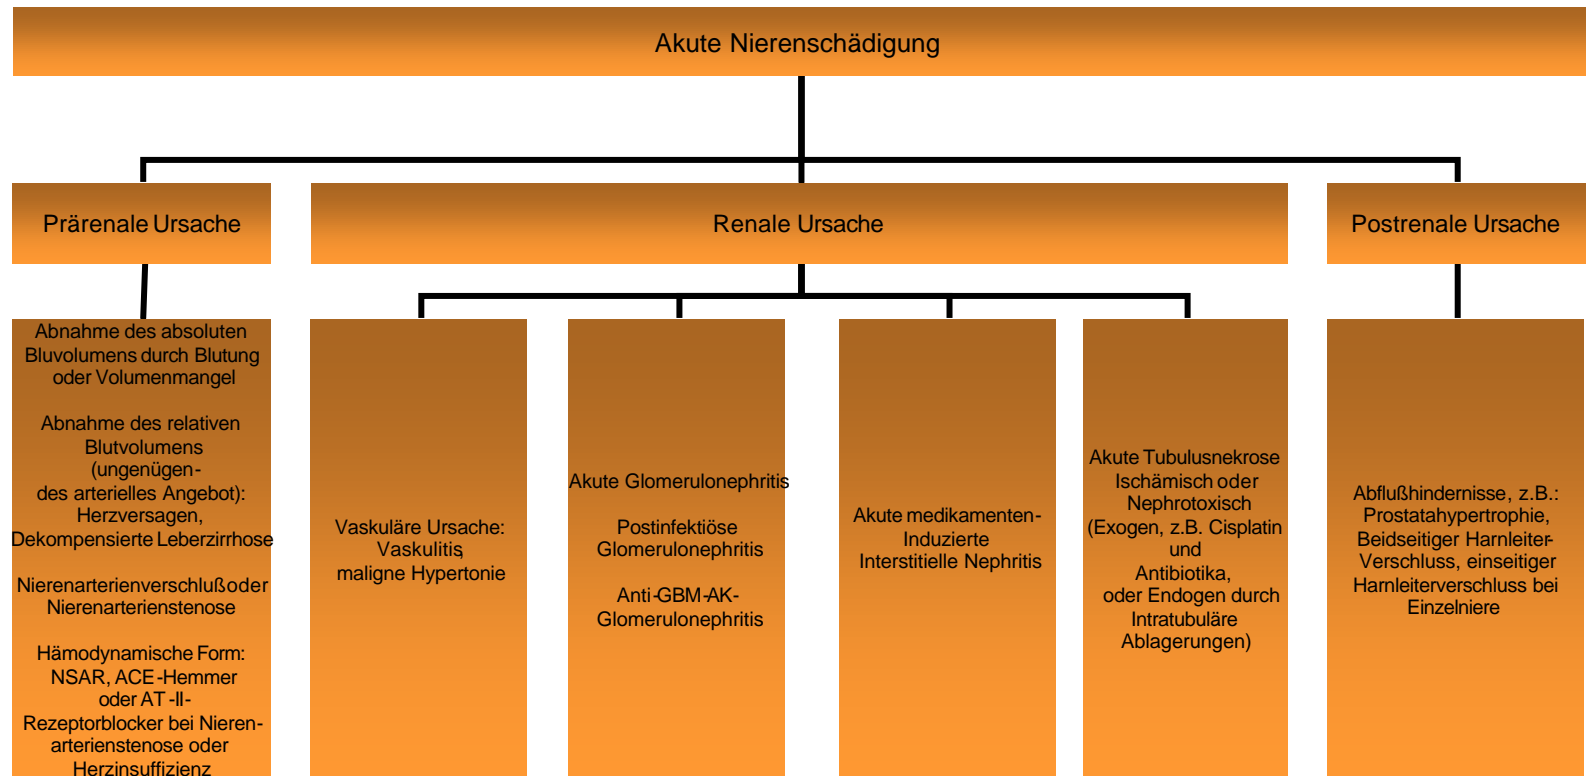 Akute Nierenschädigung
Prärenale Ursache
Renale Ursache
Postrenale Ursache
Abnahme des absoluten
Bluvolumens durch Blutung
oder Volumenmangel
Abnahme des relativen
Blutvolumens
(ungenügen-
des arterielles Angebot):
Herzversagen,
Dekompensierte Leberzirrhose
Nierenarterienverschluß oder
Nierenarterienstenose
Hämodynamische Form:
NSAR, ACE-Hemmer
oder AT-II-
Rezeptorblocker bei Nieren-
arterienstenose oder
Herzinsuffizienz
Vaskuläre Ursache:
Vaskulitis,
maligne Hypertonie
Akute Glomerulonephritis
Postinfektiöse
Glomerulonephritis
Anti-GBM-AK-
Glomerulonephritis
Akute medikamenten-
Induzierte
Interstitielle Nephritis
Akute Tubulusnekrose
Ischämisch oder
Nephrotoxisch
(Exogen, z.B. Cisplatin
und
Antibiotika,
oder Endogen durch
Intratubuläre
Ablagerungen)
Abflußhindernisse, z.B.:
Prostatahypertrophie,
Beidseitiger Harnleiter-
Verschluss, einseitiger
Harnleiterverschluss bei
Einzelniere